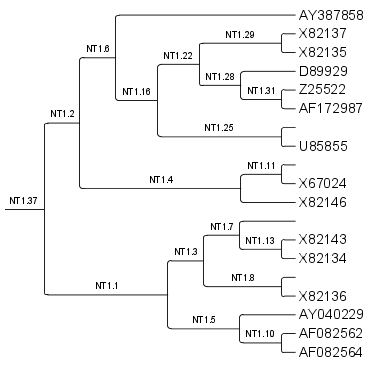 AY387858
X82137
NT1.29
X82135
NT1.6
NT1.22
D89929
NT1.28
Z25522
NT1.31
NT1.16
AF172987
NT1.2
NT1.25
U85855
NT1.11
NT1.4
X67024
NT1.37
X82146
NT1.7
X82143
NT1.13
NT1.3
X82134
NT1.8
NT1.1
X82136
AY040229
NT1.5
AF082562
NT1.10
AF082564